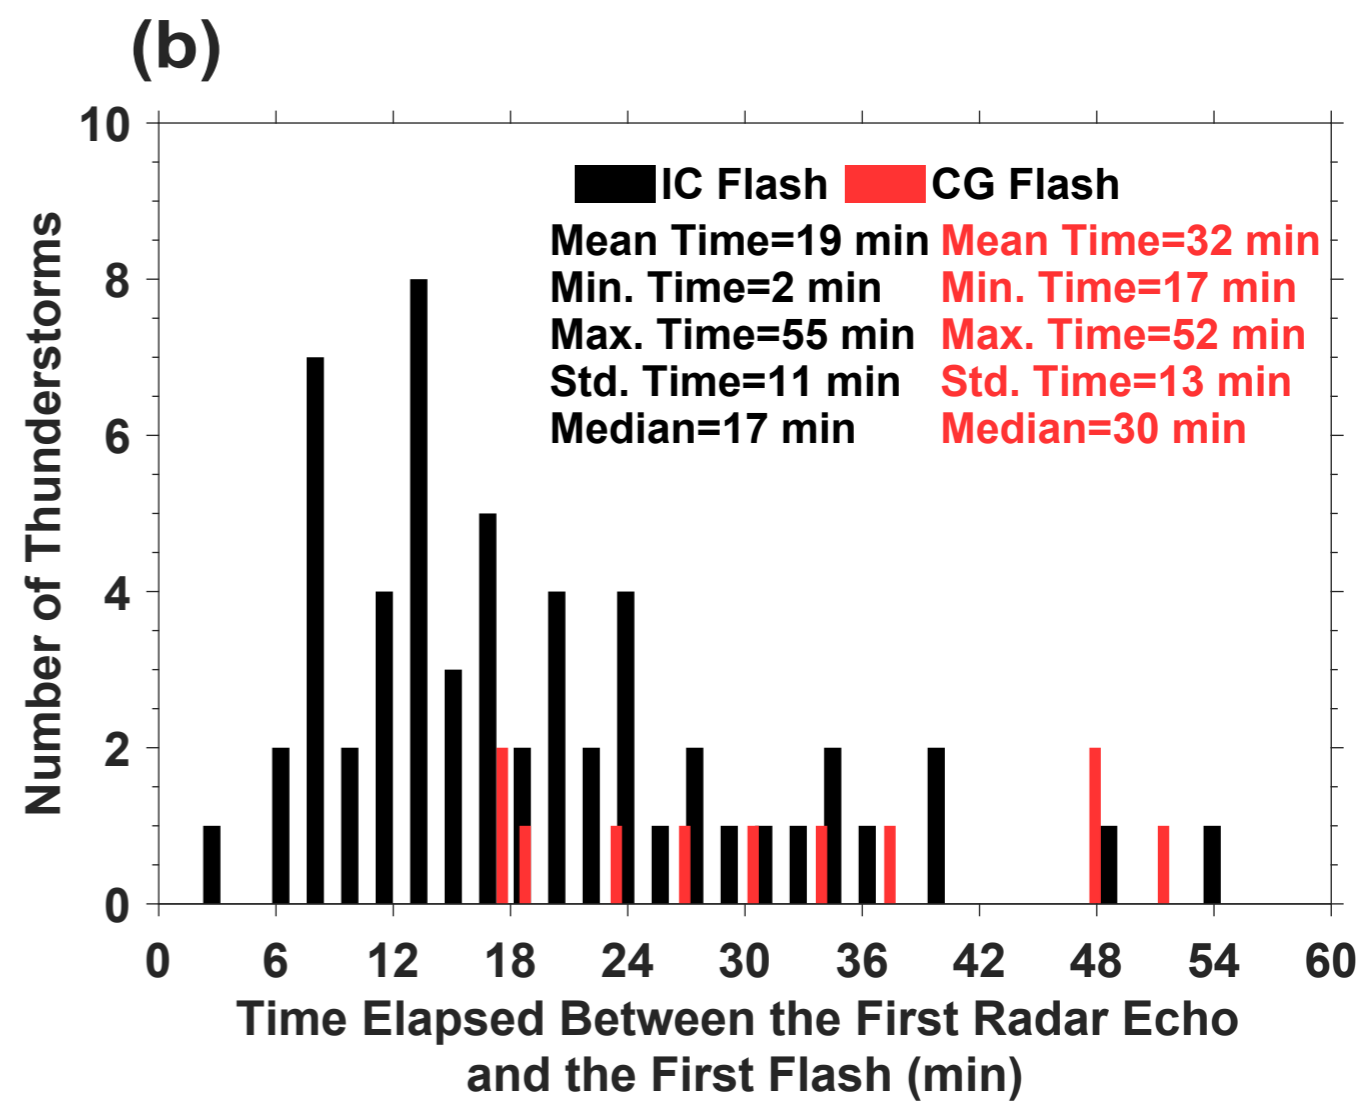 (b)
10
8
6
4
2
0
Number of Thunderstorms
IC Flash CG Flash
Mean Time=19 min Mean Time=32 min
Min. Time=2 min Min. Time=17 min
Max. Time=55 min Max. Time=52 min
Std. Time=11 min Std. Time=13 min
Median=17 min Median=30 min
0 6 12 18 24 30 36 42 48 54 60
Time Elapsed Between the First Radar Echo
and the First Flash (min)